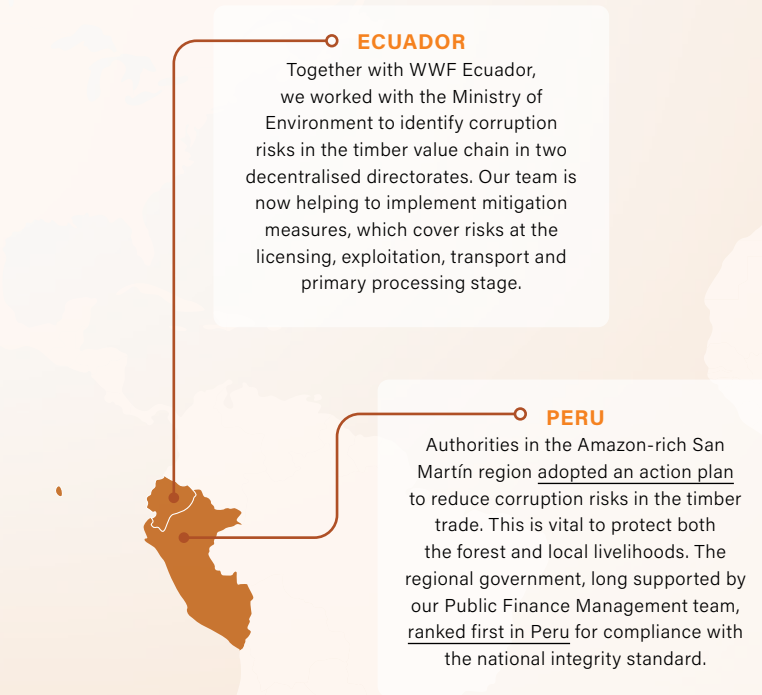 ECUADOR
Together with WWF Ecuador,
we worked with the Ministry of
Environment to identify corruption
risks in the timber value chain in two
decentralised directorates. Our team is
now helping to implement mitigation
measures, which cover risks at the
licensing, exploitation, transport and
primary processing stage.
PERU
Authorities in the Amazon-rich San
Martín region adopted an action plan
to reduce corruption risks in the timber
trade. This is vital to protect both
the forest and local livelihoods. The
regional government, long supported by
our Public Finance Management team,
ranked first in Peru for compliance with
the national integrity standard.